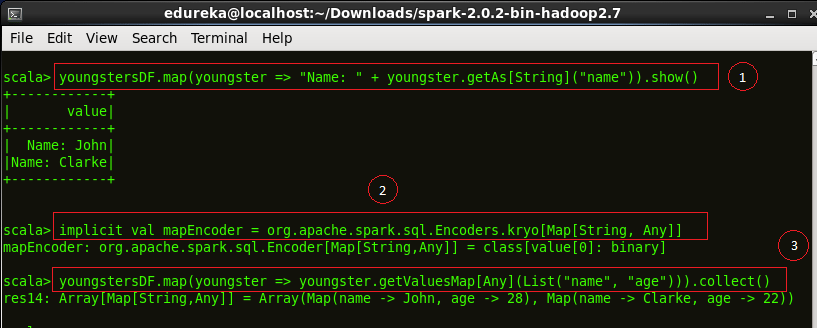 edureka@localhost:~/Downloads/spark-2.0.2-bin-hadoop2.7
File Edit View Search Terminal Help
scala> youngstersDF.map(youngster => "Name: " + youngster.getAs[String]("name")).show()
1
+------------+
|       value|
+------------+
|  Name: John|
|Name: Clarke|
+------------+
2
scala> implicit val mapEncoder = org.apache.spark.sql.Encoders.kryo[Map[String, Any]]
mapEncoder: org.apache.spark.sql.Encoder[Map[String,Any]] = class[value[0]: binary]
3
scala> youngstersDF.map(youngster => youngster.getValuesMap[Any](List("name", "age"))).collect()
res14: Array[Map[String,Any]] = Array(Map(name -> John, age -> 28), Map(name -> Clarke, age -> 22))